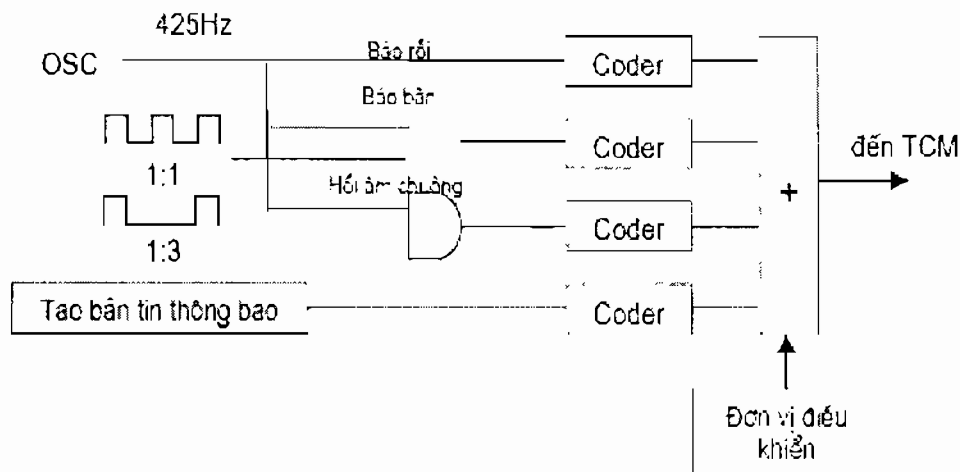 425Hz
OSC
Báo rỗi
Coder
Báo bận
Coder
đến TCM
1:1
Hồi âm chuông
+
Coder
1:3
Tạo bản tin thông báo
Coder
Đơn vị điều
khiển